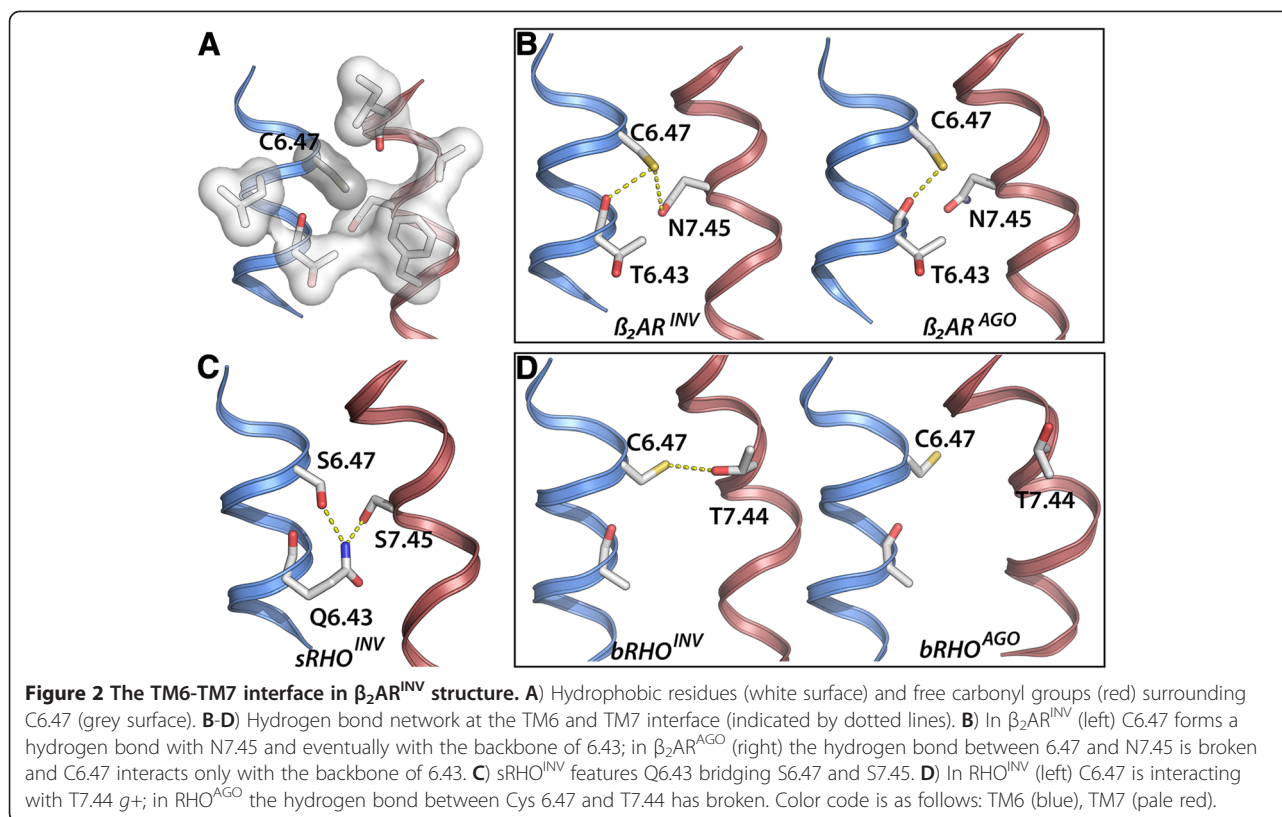 A
C6.47
B
C6.47
N7.45
T6.43
ß₂AR^INV
C6.47
N7.45
T6.43
ß₂AR^AGO
C
S6.47
S7.45
Q6.43
sRHO^INV
D
C6.47
T7.44
bRHO^INV
C6.47
T7.44
bRHO^AGO
Figure 2 The TM6-TM7 interface in β₂AR^INV structure. A) Hydrophobic residues (white surface) and free carbonyl groups (red) surrounding
C6.47 (grey surface). B-D) Hydrogen bond network at the TM6 and TM7 interface (indicated by dotted lines). B) In β₂AR^INV (left) C6.47 forms a
hydrogen bond with N7.45 and eventually with the backbone of 6.43; in β₂AR^AGO (right) the hydrogen bond between 6.47 and N7.45 is broken
and C6.47 interacts only with the backbone of 6.43. C) sRHO^INV features Q6.43 bridging S6.47 and S7.45. D) In RHO^INV (left) C6.47 is interacting
with T7.44 g+; in RHO^AGO the hydrogen bond between Cys 6.47 and T7.44 has broken. Color code is as follows: TM6 (blue), TM7 (pale red).